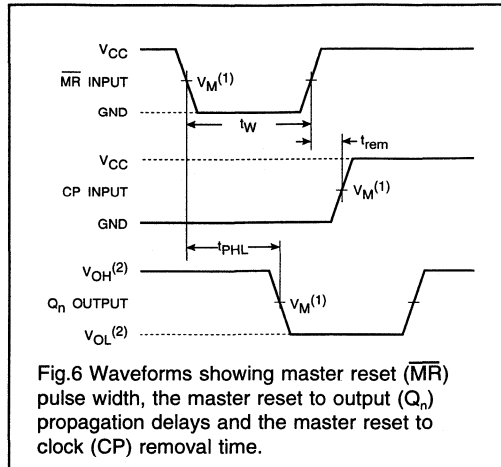 VCC
MR INPUT
VM(1)
GND
tW
trem
VCC
CP INPUT
VM(1)
GND
tPHL
VOH(2)
Qn OUTPUT
VM(1)
VOL(2)
Fig.6 Waveforms showing master reset (MR)
pulse width, the master reset to output (Qn)
propagation delays and the master reset to
clock (CP) removal time.